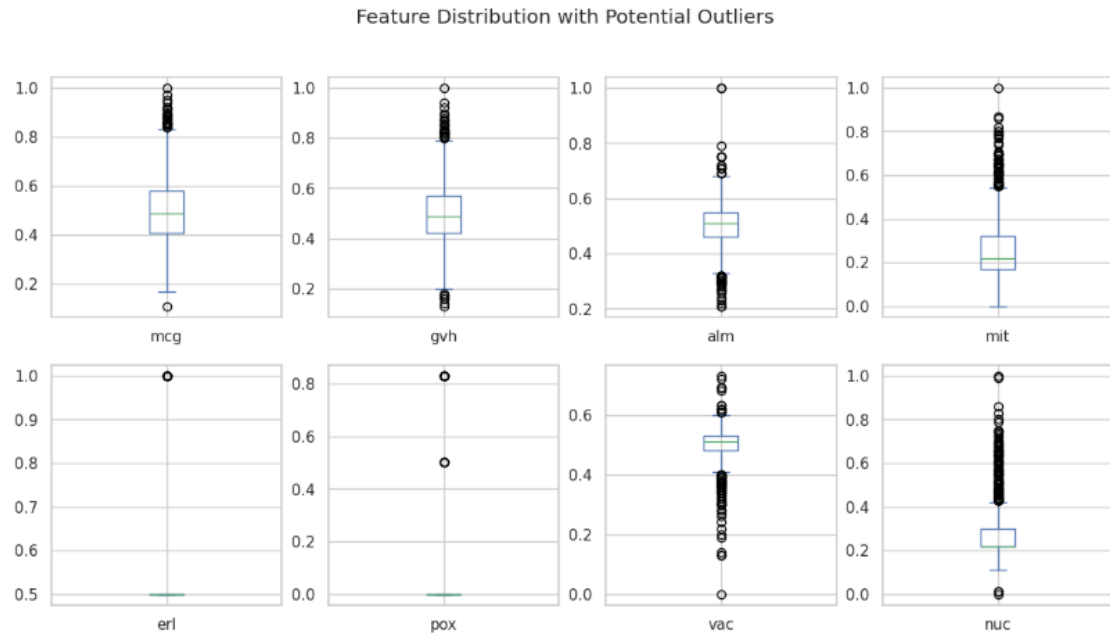 Feature Distribution with Potential Outliers
1.0 1.0 1.0 1.0
0.8 0.8 0.8 0.8
0.6 0.6 0.6 0.6
0.4 0.4 0.4 0.4
0.2 0.2 0.2 0.2
0.0
mcg gvh alm mit
1.0 0.8 0.6 1.0
0.9 0.6 0.4 0.8
0.8 0.4 0.2 0.6
0.7 0.2 0.0 0.4
0.6 0.0 0.2
0.5 0.0
erl pox vac nuc